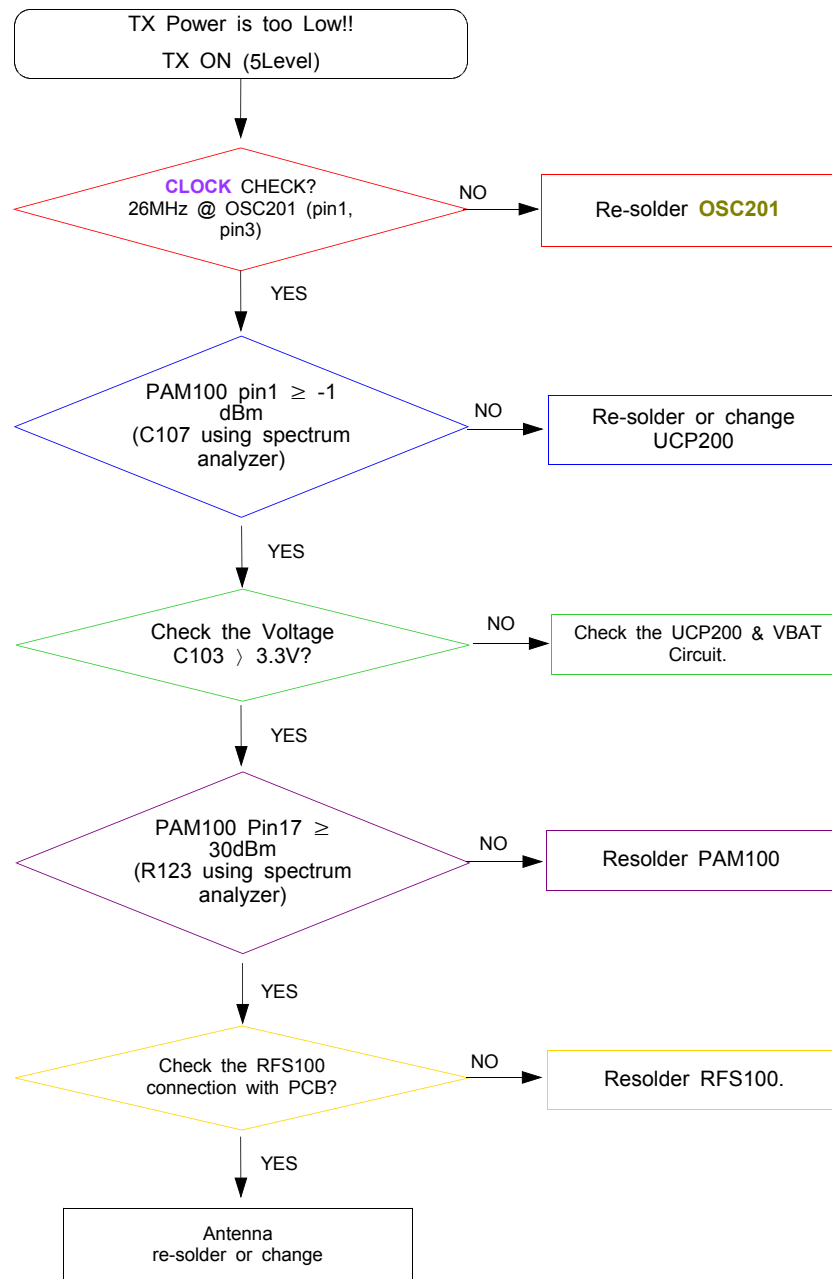 TX Power is too Low!!
TX ON (5Level)
CLOCK CHECK?
26MHz @ OSC201 (pin1,
pin3)
NO
Re-solder OSC201
YES
PAM100 pin1 ≥ -1
dBm
(C107 using spectrum
analyzer)
NO
Re-solder or change
UCP200
YES
Check the Voltage
C103 〉 3.3V?
NO
Check the UCP200 & VBAT
Circuit.
YES
PAM100 Pin17 ≥
30dBm
(R123 using spectrum
analyzer)
NO
Resolder PAM100
YES
Check the RFS100
connection with PCB?
NO
Resolder RFS100.
YES
Antenna
re-solder or change